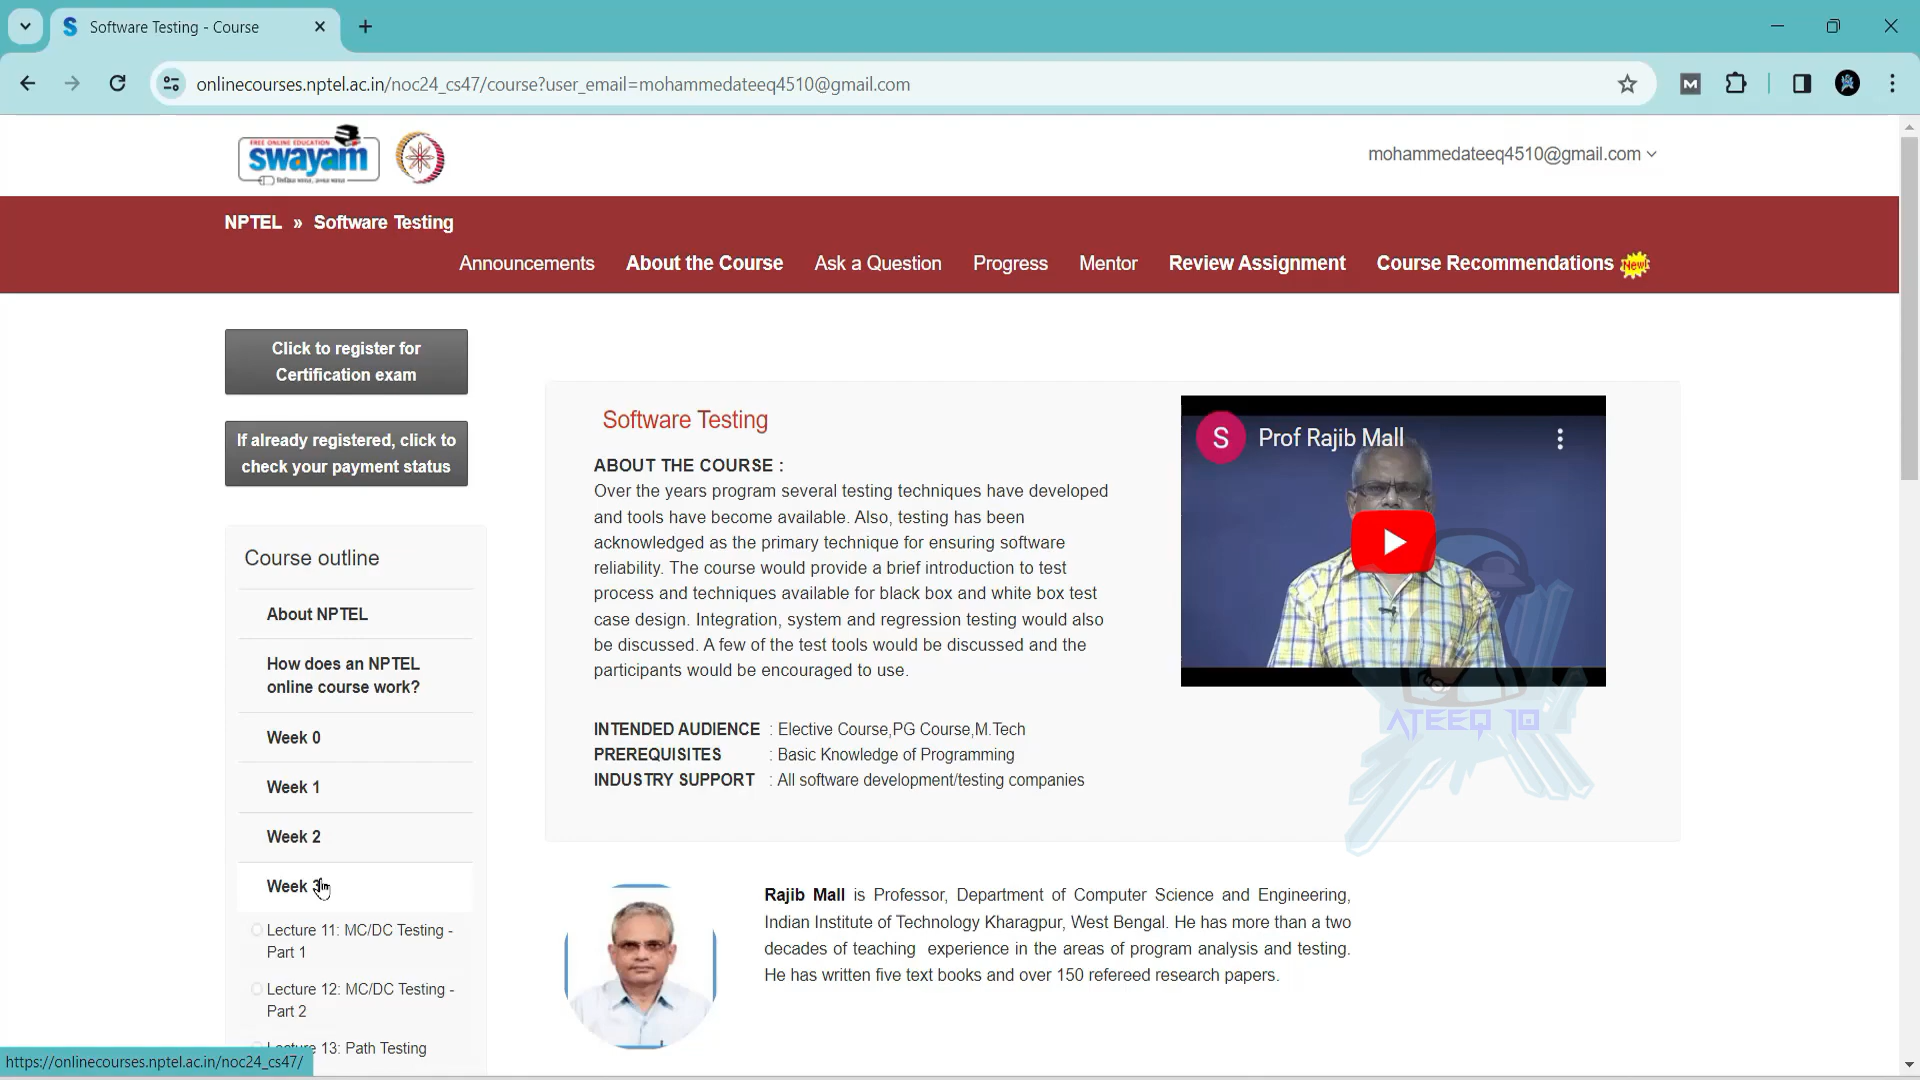 Software Testing - Course
onlinecourses.nptel.ac.in/noc24_cs47/course?user_email=mohammedateeq4510@gmail.com
M
FREE ONLINE EDUCATION
swayam
mohammedateeq4510@gmail.com
NPTEL » Software Testing
Announcements About the Course Ask a Question Progress Mentor Review Assignment Course Recommendations New!
Click to register for
Certification exam
If already registered, click to
check your payment status
Course outline
About NPTEL
How does an NPTEL
online course work?
Week 0
Week 1
Week 2
Week 3
Lecture 11: MC/DC Testing -
Part 1
Lecture 12: MC/DC Testing -
Part 2
Lecture 13: Path Testing
Software Testing
ABOUT THE COURSE :
Over the years program several testing techniques have developed
and tools have become available. Also, testing has been
acknowledged as the primary technique for ensuring software
reliability. The course would provide a brief introduction to test
process and techniques available for black box and white box test
case design. Integration, system and regression testing would also
be discussed. A few of the test tools would be discussed and the
participants would be encouraged to use.
INTENDED AUDIENCE : Elective Course,PG Course,M.Tech
PREREQUISITES : Basic Knowledge of Programming
INDUSTRY SUPPORT : All software development/testing companies
S Prof Rajib Mall
ATEEQ 10
Rajib Mall is Professor, Department of Computer Science and Engineering,
Indian Institute of Technology Kharagpur, West Bengal. He has more than a two
decades of teaching experience in the areas of program analysis and testing.
He has written five text books and over 150 refereed research papers.
https://onlinecourses.nptel.ac.in/noc24_cs47/